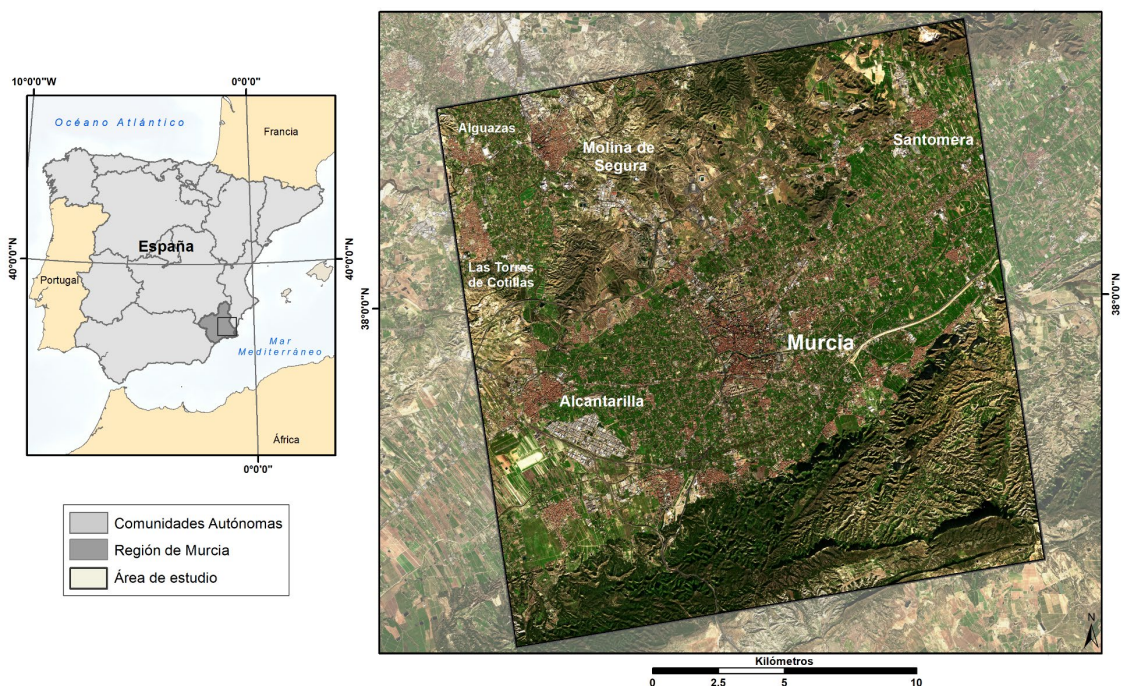 10°0'0"W
0°0'0"
Océano Atlántico
Francia
España
40°0'0"N
40°0'0"N
Portugal
Mar
Mediterráneo
África
0°0'0"
Comunidades Autónomas
Región de Murcia
Área de estudio
Alguazas
Molina de
Segura
Santomera
Las Torres
de Cotillas
38°0'0"N
38°0'0"N
Murcia
Alcantarilla
N
Kilómetros
0
2.5
5
10